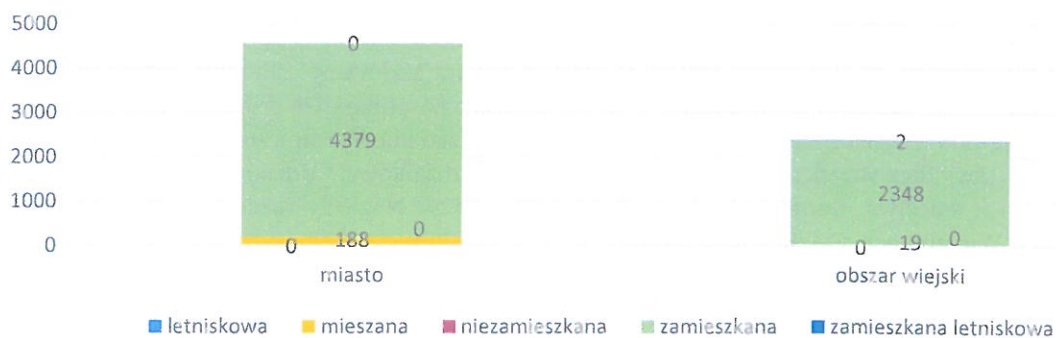 5000
0
4000
3000
4379
2000
2
2348
1000
0
0 188 0
0 19 0
miasto obszar wiejski
letniskowa mieszana niezamieszkana zamieszkana zamieszkana letniskowa